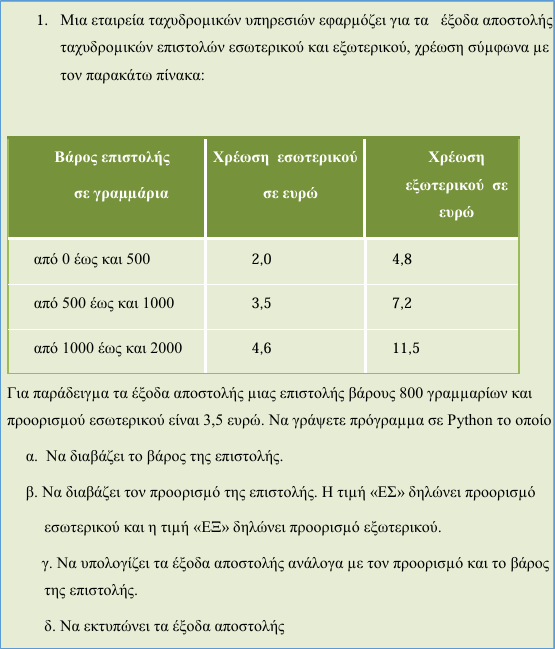 1. Μια εταιρεία ταχυδρομικών υπηρεσιών εφαρμόζει για τα έξοδα αποστολής
ταχυδρομικών επιστολών εσωτερικού και εξωτερικού, χρέωση σύμφωνα με
τον παρακάτω πίνακα:
Βάρος επιστολής
σε γραμμάρια
Χρέωση εσωτερικού
σε ευρώ
Χρέωση
εξωτερικού σε
ευρώ
από 0 έως και 500 2,0 4,8
από 500 έως και 1000 3,5 7,2
από 1000 έως και 2000 4,6 11,5
Για παράδειγμα τα έξοδα αποστολής μιας επιστολής βάρους 800 γραμμαρίων και
προορισμού εσωτερικού είναι 3,5 ευρώ. Να γράψετε πρόγραμμα σε Python το οποίο
α. Να διαβάζει το βάρος της επιστολής.
β. Να διαβάζει τον προορισμό της επιστολής. Η τιμή «ΕΣ» δηλώνει προορισμό
εσωτερικού και η τιμή «ΕΞ» δηλώνει προορισμό εξωτερικού.
γ. Να υπολογίζει τα έξοδα αποστολής ανάλογα με τον προορισμό και το βάρος
της επιστολής.
δ. Να εκτυπώνει τα έξοδα αποστολής